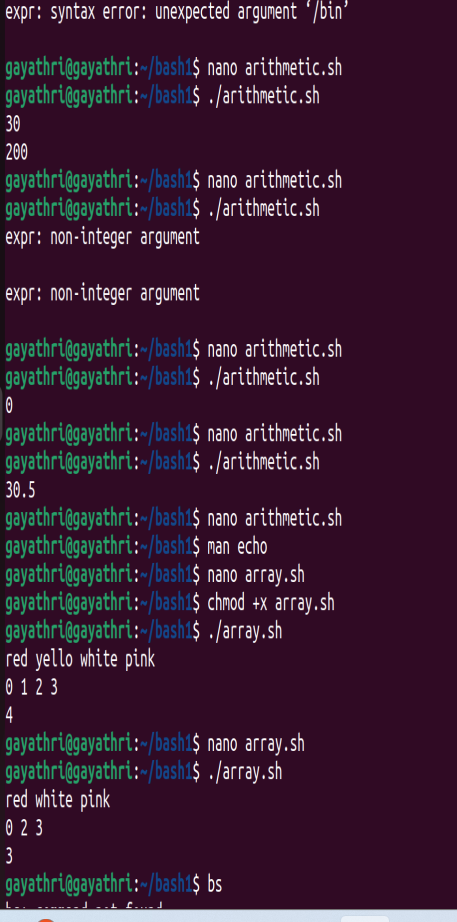 expr: syntax error: unexpected argument ‘/bin’
gayathri@gayathri:~/bash1$ nano arithmetic.sh
gayathri@gayathri:~/bash1$ ./arithmetic.sh
30
200
gayathri@gayathri:~/bash1$ nano arithmetic.sh
gayathri@gayathri:~/bash1$ ./arithmetic.sh
expr: non-integer argument
expr: non-integer argument
gayathri@gayathri:~/bash1$ nano arithmetic.sh
gayathri@gayathri:~/bash1$ ./arithmetic.sh
0
gayathri@gayathri:~/bash1$ nano arithmetic.sh
gayathri@gayathri:~/bash1$ ./arithmetic.sh
30.5
gayathri@gayathri:~/bash1$ nano arithmetic.sh
gayathri@gayathri:~/bash1$ man echo
gayathri@gayathri:~/bash1$ nano array.sh
gayathri@gayathri:~/bash1$ chmod +x array.sh
gayathri@gayathri:~/bash1$ ./array.sh
red yello white pink
0 1 2 3
4
gayathri@gayathri:~/bash1$ nano array.sh
gayathri@gayathri:~/bash1$ ./array.sh
red white pink
0 2 3
3
gayathri@gayathri:~/bash1$ bs